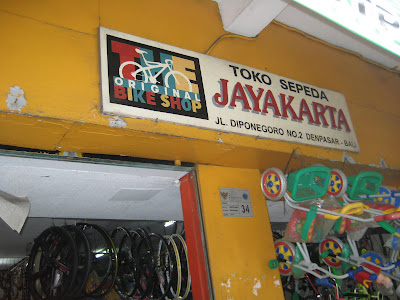 THE
ORIGINAL
BIKE SHOP
TOKO SEPEDA
JAYAKARTA
JL. DIPONEGORO NO.2 DENPASAR - BALI
34